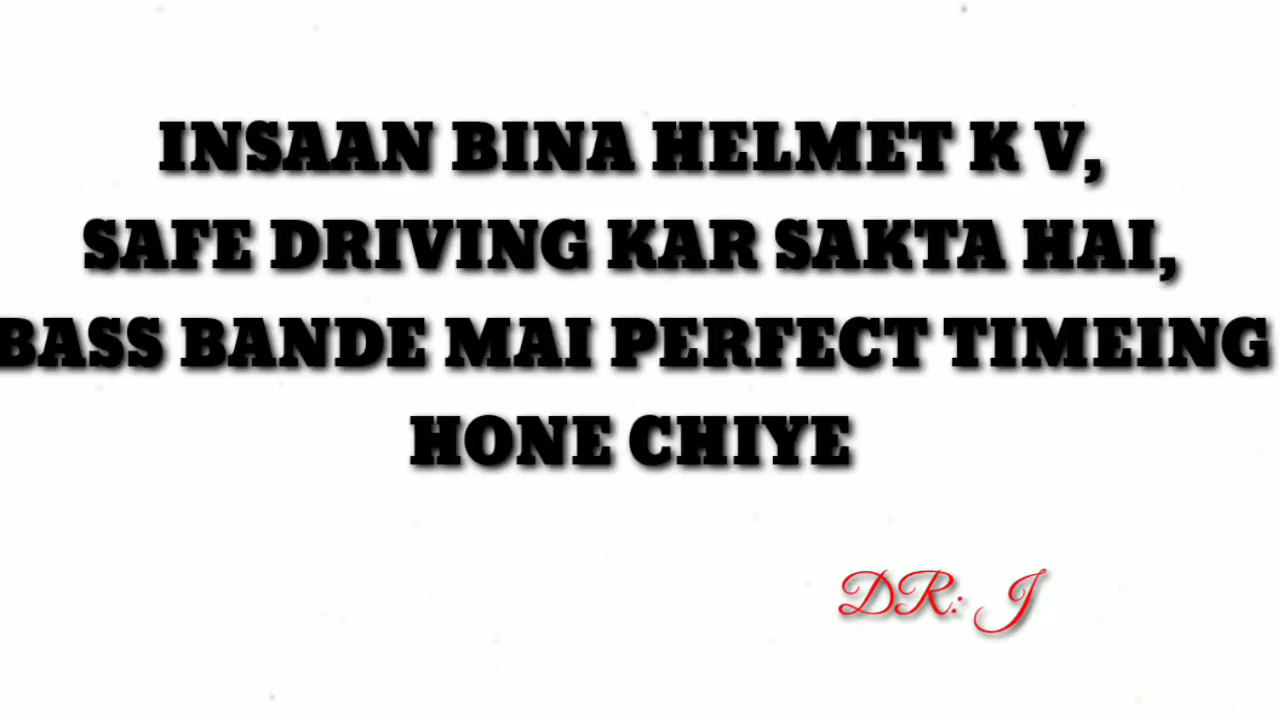 INSAAN BINA HELMET K V,
SAFE DRIVING KAR SAKTA HAI,
BASS BANDE MAI PERFECT TIMEING
HONE CHIYE
DR: J